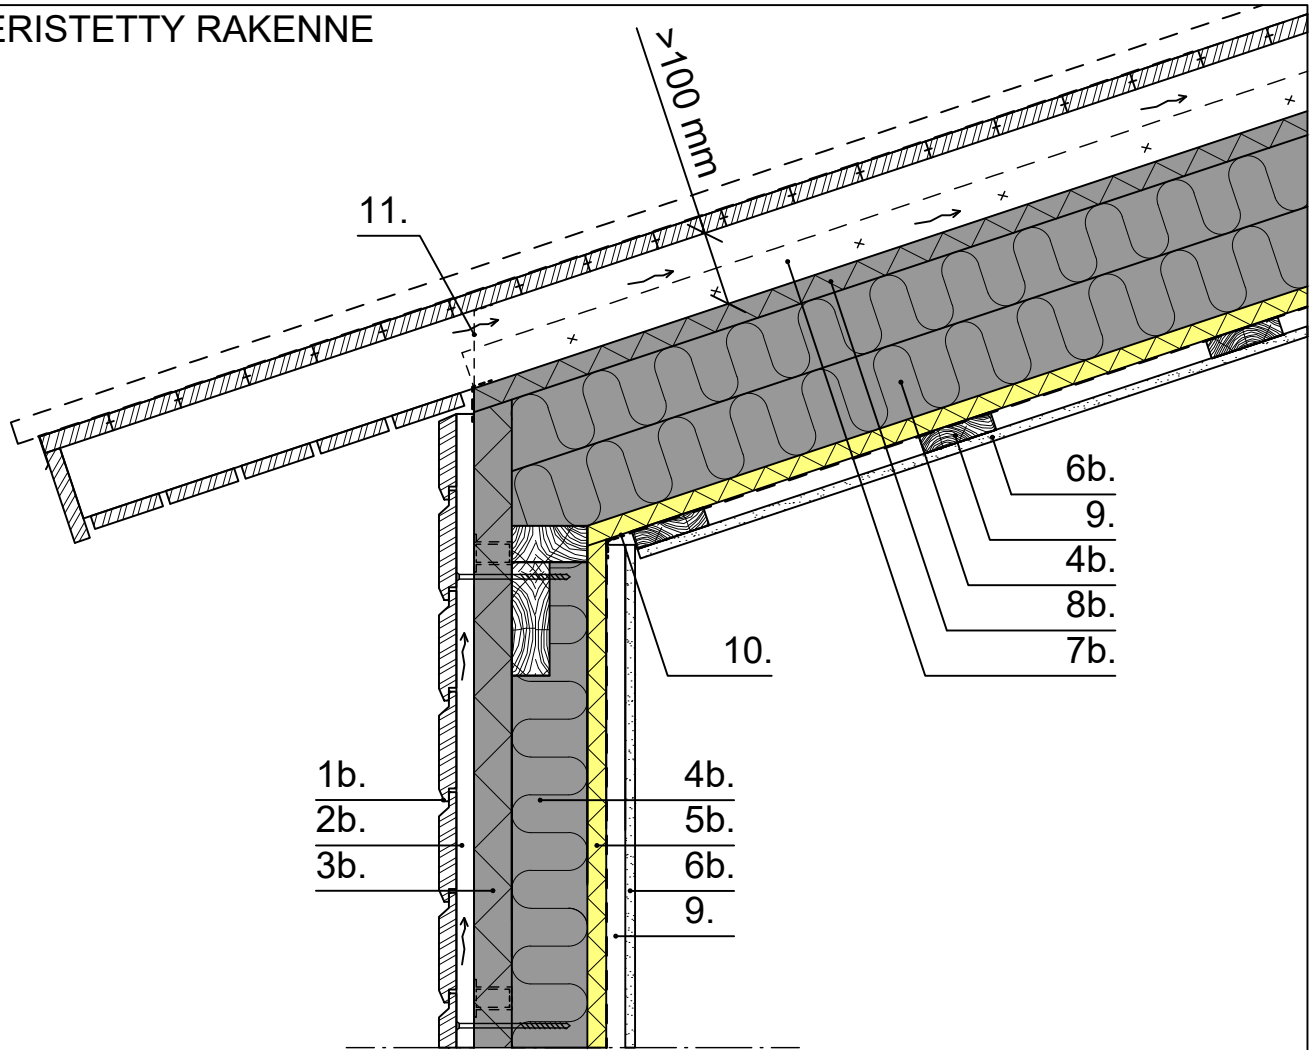 ERISTETTY RAKENNE
>100 mm
11.
6b.
9.
4b.
8b.
7b.
10.
1b.
2b.
3b.
4b.
5b.
6b.
9.